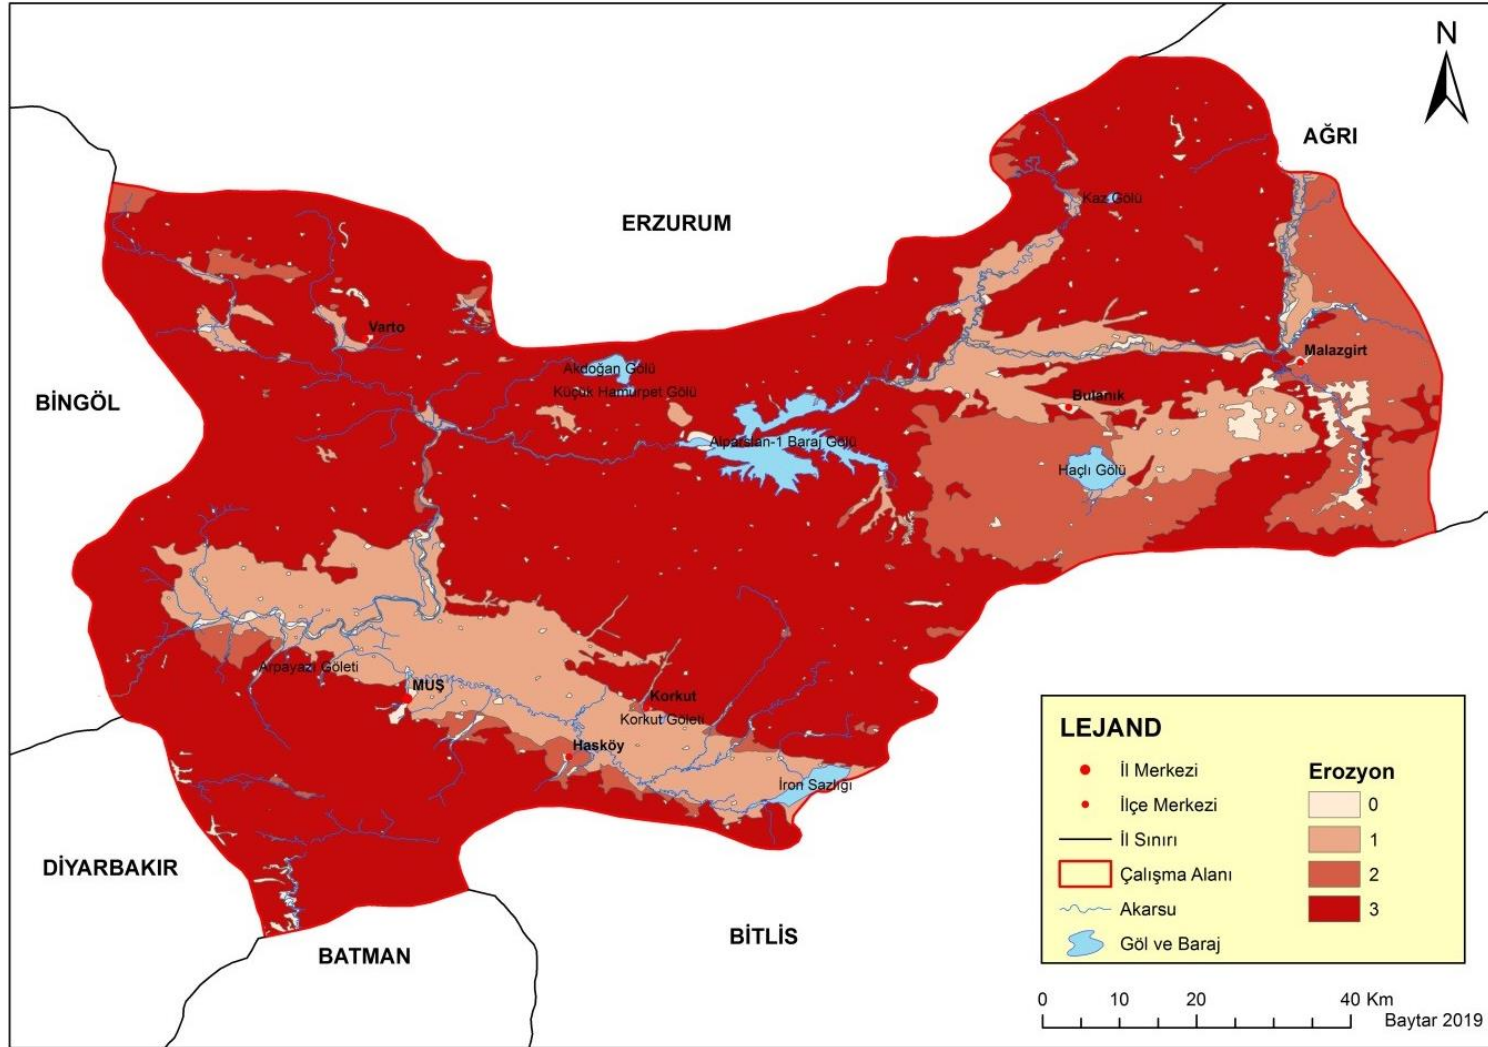 N
AĞRI
ERZURUM
Kaz Gölü
Varto
Malazgirt
Akdoğan Gölü
Küçük Hamurpet Gölü
BİNGÖL
Bulanık
Alparslan-1 Baraj Gölü
Haçlı Gölü
Arpayazı Göleti
MUŞ
Korkut
Korkut Göleti
Hasköy
İron Sazlığı
DİYARBAKIR
BİTLİS
BATMAN
LEJAND
İl Merkezi
İlçe Merkezi
İl Sınırı
Çalışma Alanı
Akarsu
Göl ve Baraj
Erozyon
0
1
2
3
0 10 20 40 Km
Baytar 2019